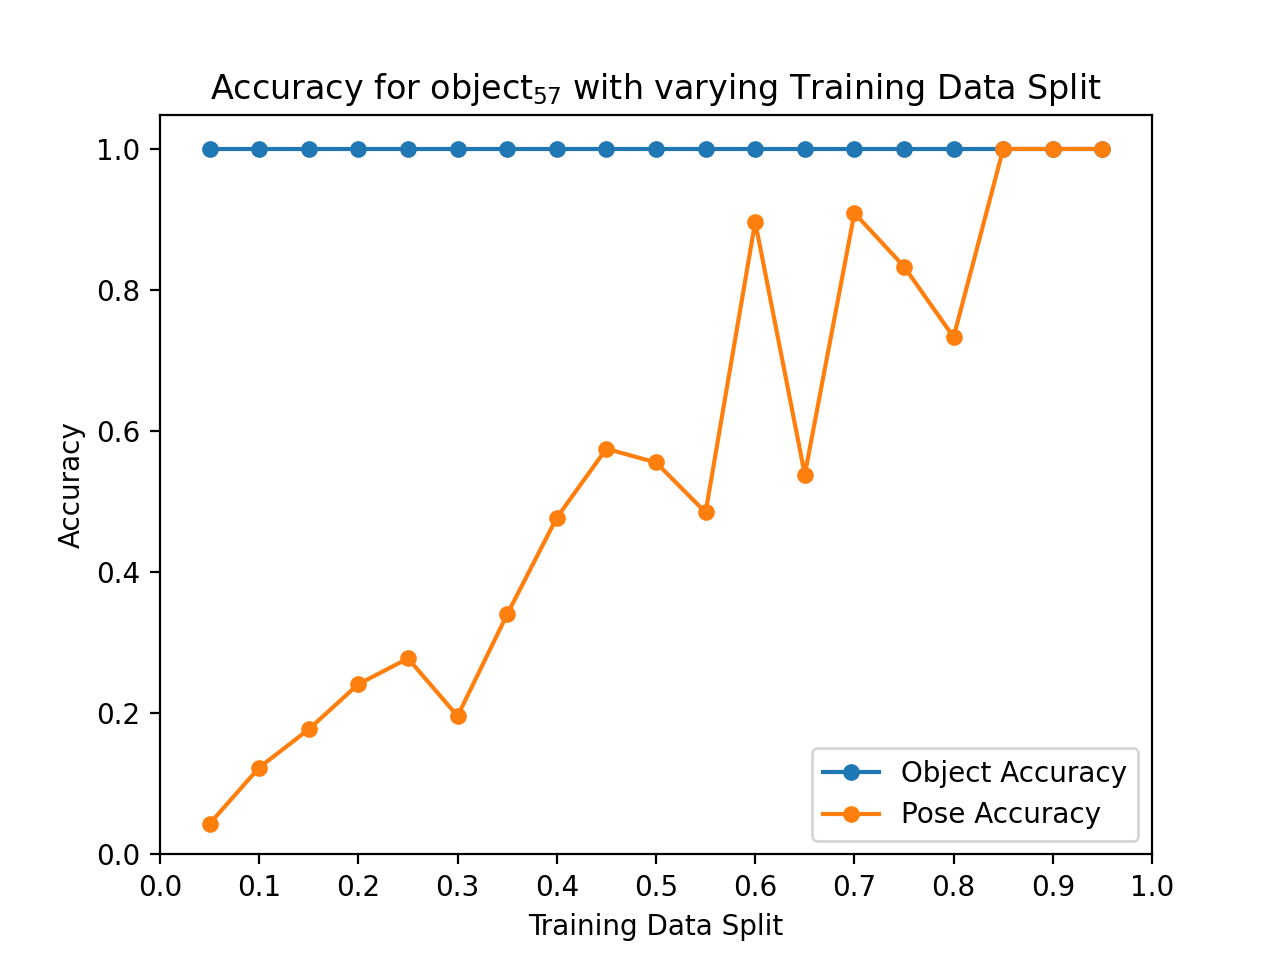 Accuracy for object₅₇ with varying Training Data Split
1.0
0.8
0.6
0.4
0.2
0.0
Accuracy
Object Accuracy
Pose Accuracy
0.0 0.1 0.2 0.3 0.4 0.5 0.6 0.7 0.8 0.9 1.0
Training Data Split